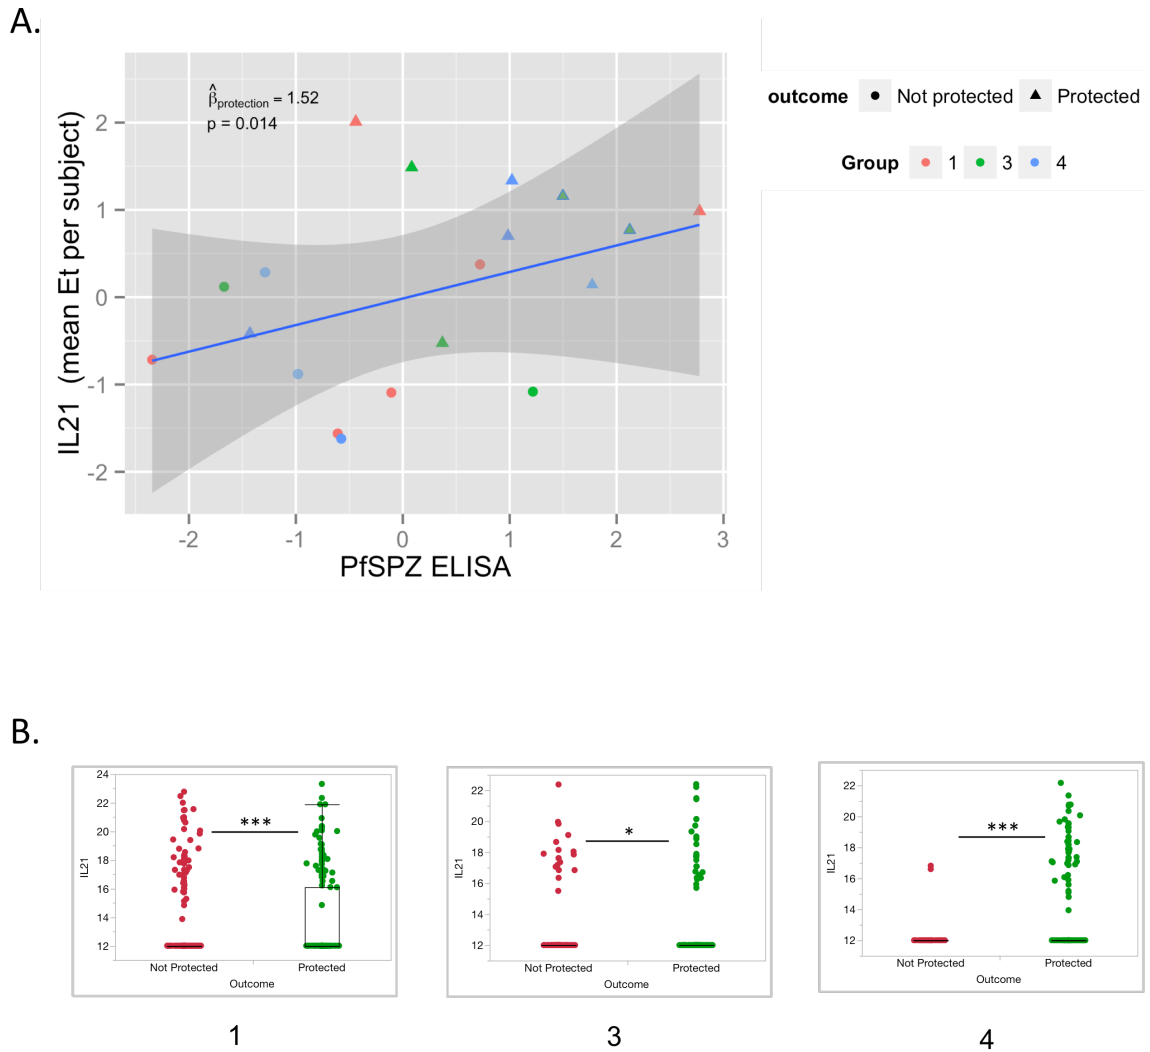 A.
β̂protection = 1.52
p = 0.014
2
1
0
-1
-2
IL21 (mean Et per subject)
-2 -1 0 1 2 3
PfSPZ ELISA
outcome Not protected Protected
Group 1 3 4
B.
24
22
20
18
16
14
12
IL21
***
Not Protected Protected
Outcome
1
22
20
18
16
14
12
IL21
*
Not Protected Protected
Outcome
3
22
20
18
16
14
12
IL21
***
Not Protected Protected
Outcome
4